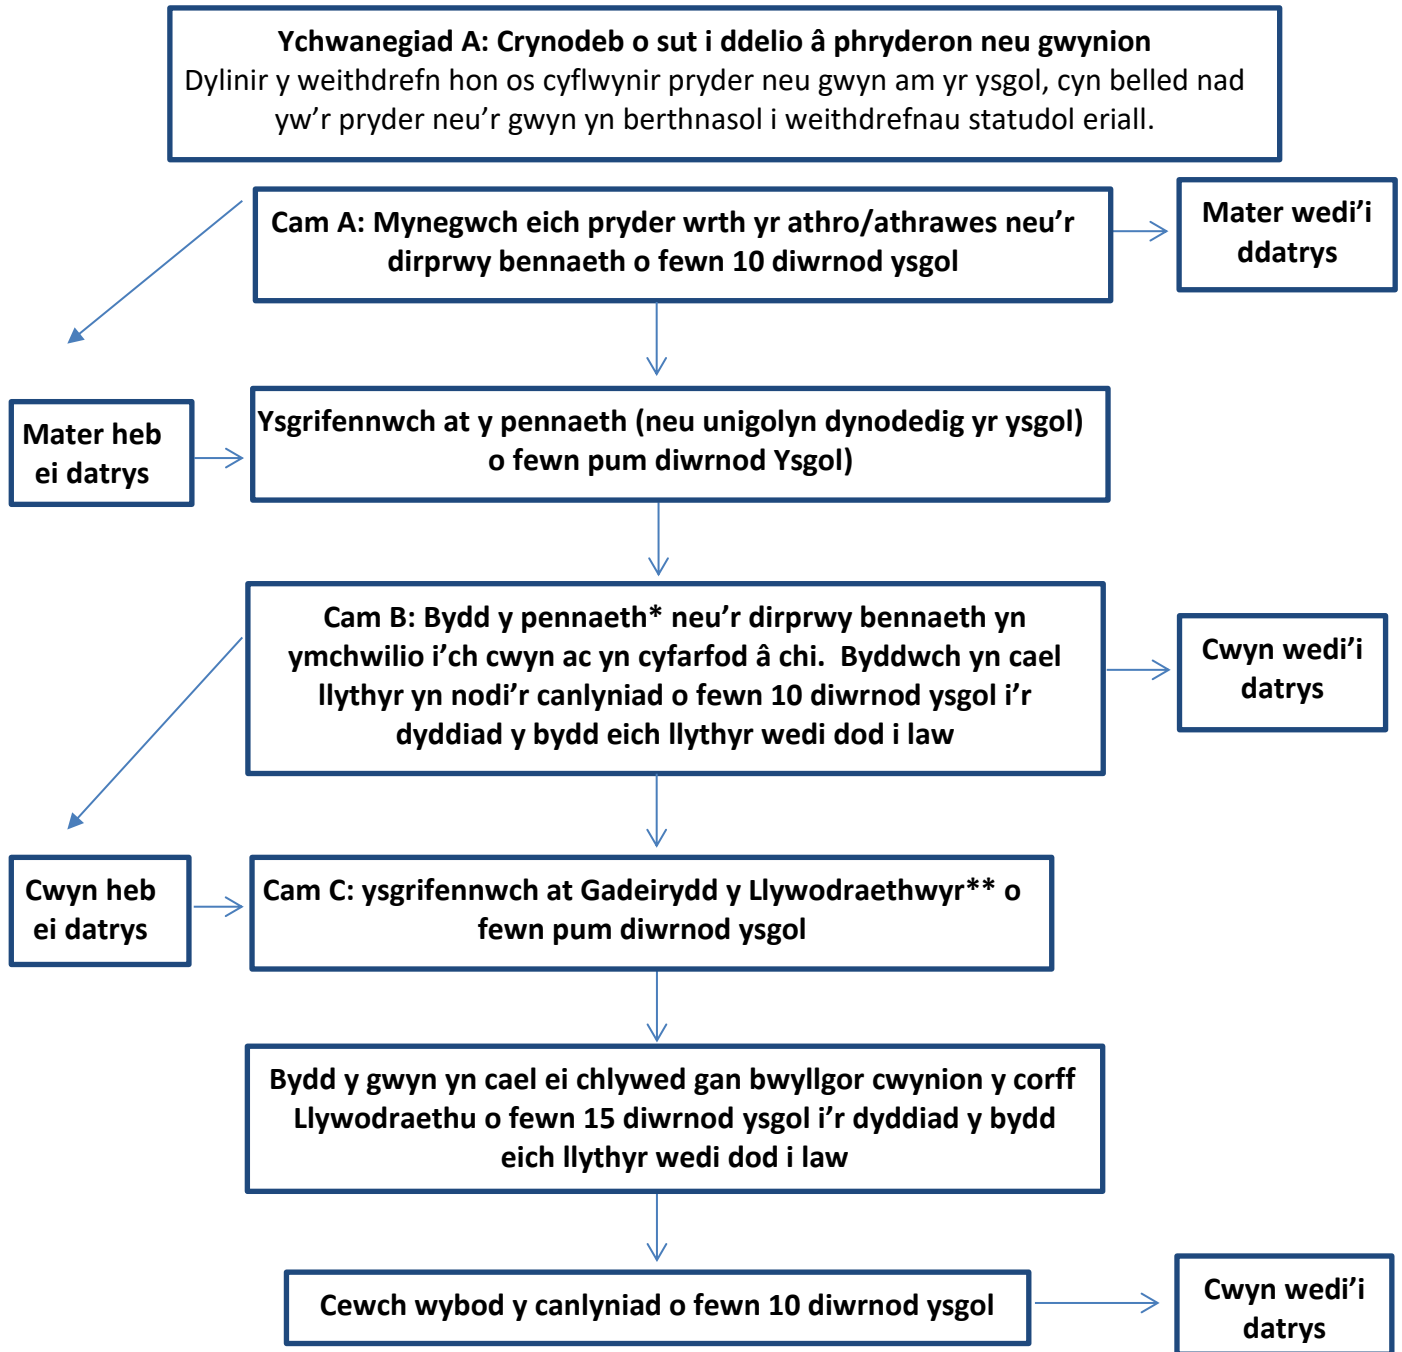 Ychwanegiad A: Crynodeb o sut i ddelio â phryderon neu gwynion
Dylinir y weithdrefn hon os cyflwynir pryder neu gwyn am yr ysgol, cyn belled nad
yw'r pryder neu'r gwyn yn berthnasol i weithdrefnau statudol eriall.
Cam A: Mynegwch eich pryder wrth yr athro/athrawes neu'r
dirprwy bennaeth o fewn 10 diwrnod ysgol
Mater wedi'i
ddatrys
Mater heb
ei datrys
Ysgrifennwch at y pennaeth (neu unigolyn dynodedig yr ysgol)
o fewn pum diwrnod Ysgol)
Cam B: Bydd y pennaeth* neu'r dirprwy bennaeth yn
ymchwilio i'ch cwyn ac yn cyfarfod â chi.  Byddwch yn cael
llythyr yn nodi'r canlyniad o fewn 10 diwrnod ysgol i'r
dyddiad y bydd eich llythyr wedi dod i law
Cwyn wedi'i
datrys
Cwyn heb
ei datrys
Cam C: ysgrifennwch at Gadeirydd y Llywodraethwyr** o
fewn pum diwrnod ysgol
Bydd y gwyn yn cael ei chlywed gan bwyllgor cwynion y corff
Llywodraethu o fewn 15 diwrnod ysgol i'r dyddiad y bydd
eich llythyr wedi dod i law
Cewch wybod y canlyniad o fewn 10 diwrnod ysgol
Cwyn wedi'i
datrys